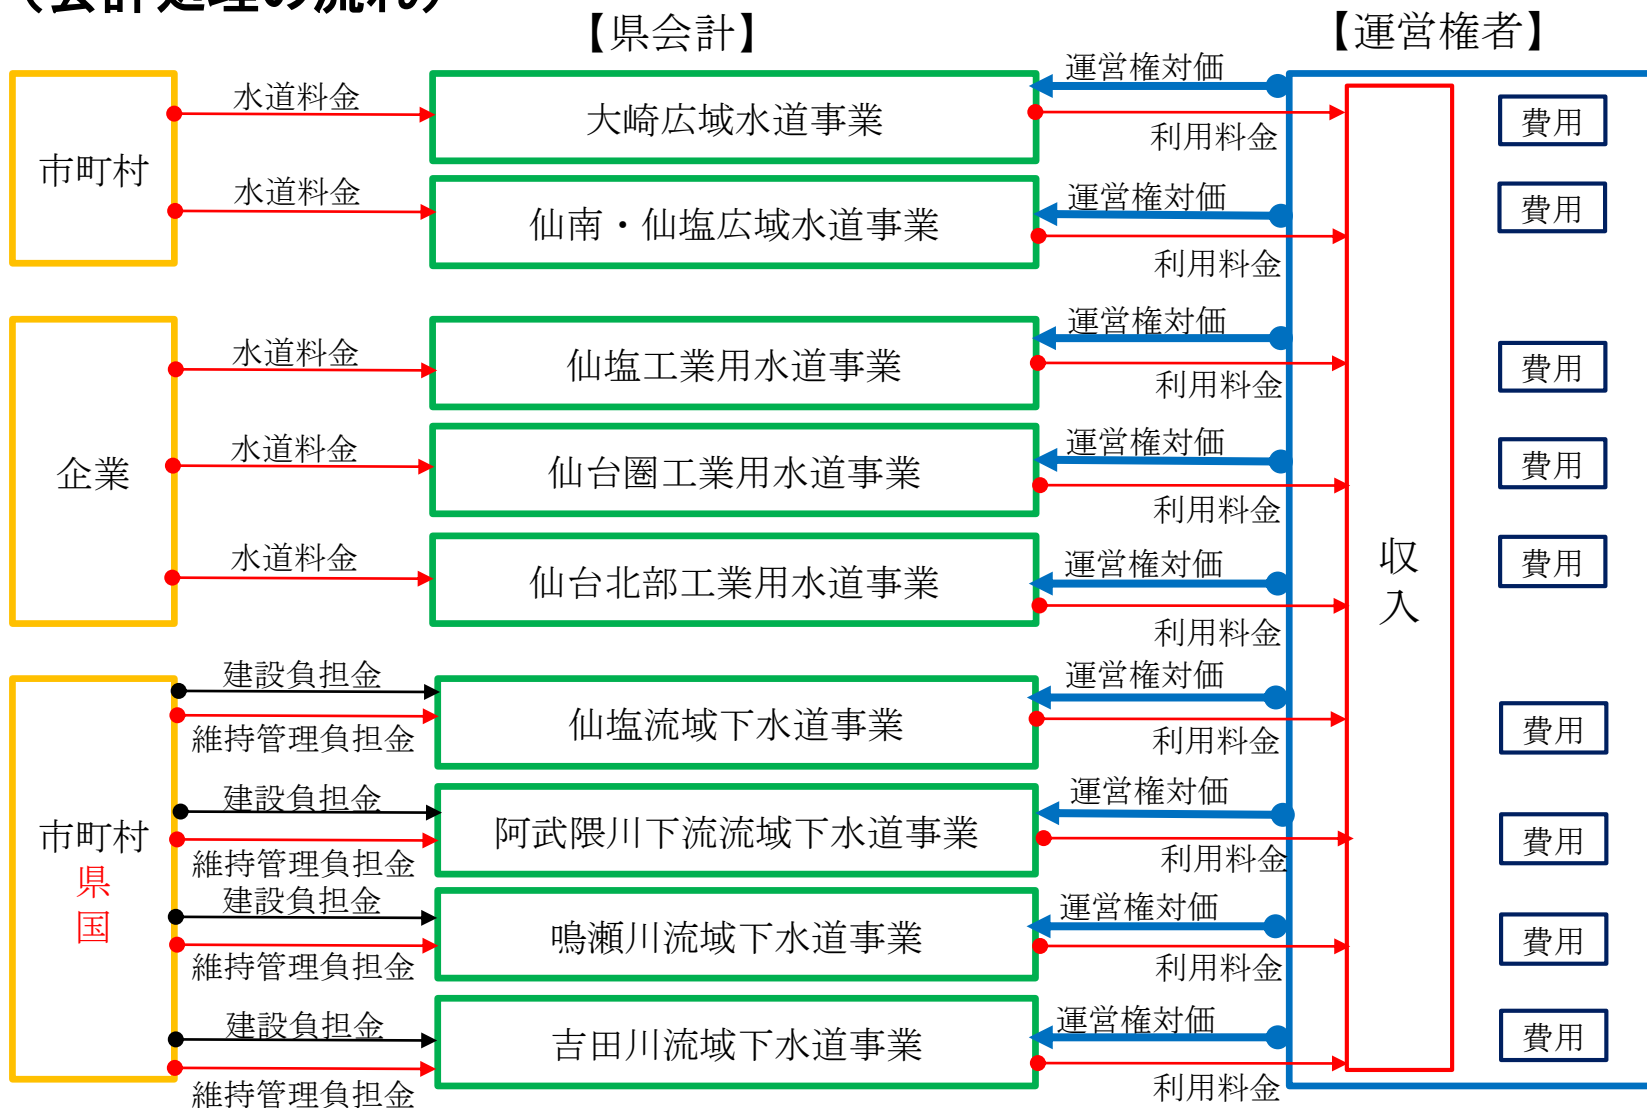 （会計処理の流れ）
【県会計】
【運営権者】
市町村
水道料金
大崎広域水道事業
運営権対価
利用料金
費用
水道料金
仙南・仙塩広域水道事業
運営権対価
利用料金
費用
企業
水道料金
仙塩工業用水道事業
運営権対価
利用料金
費用
水道料金
仙台圏工業用水道事業
運営権対価
利用料金
費用
水道料金
仙台北部工業用水道事業
運営権対価
利用料金
費用
収
入
市町村
県
国
建設負担金
維持管理負担金
仙塩流域下水道事業
運営権対価
利用料金
費用
建設負担金
維持管理負担金
阿武隈川下流流域下水道事業
運営権対価
利用料金
費用
建設負担金
維持管理負担金
鳴瀬川流域下水道事業
運営権対価
利用料金
費用
建設負担金
維持管理負担金
吉田川流域下水道事業
運営権対価
利用料金
費用